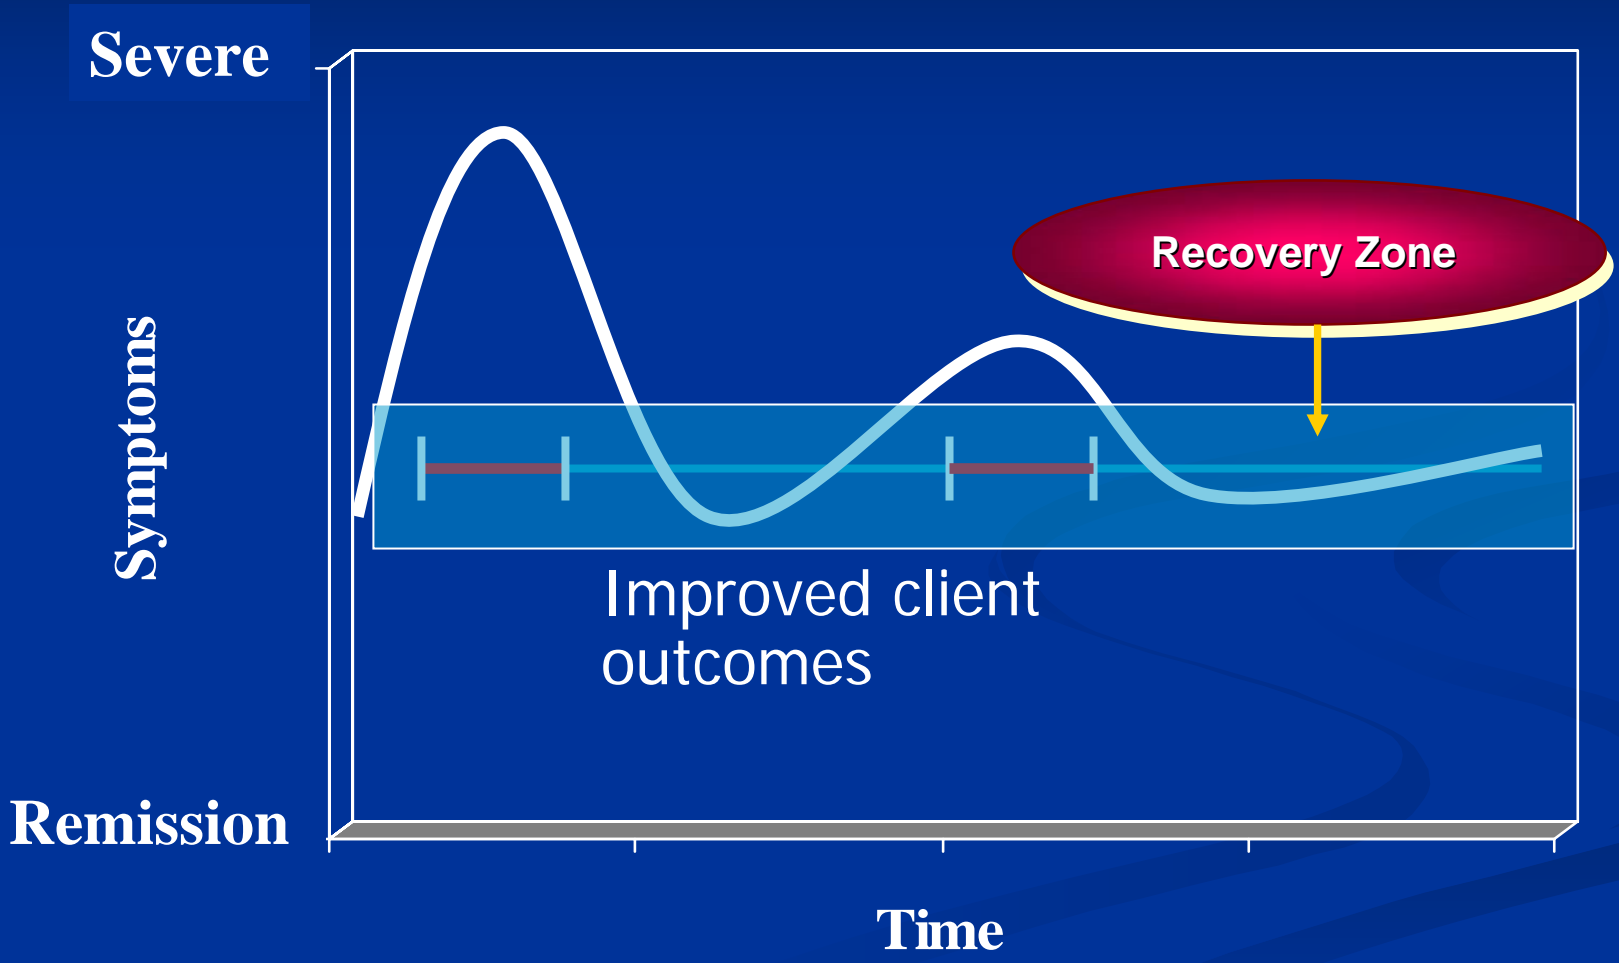 Severe
Recovery Zone
Symptoms
Improved client
outcomes
Remission
Time